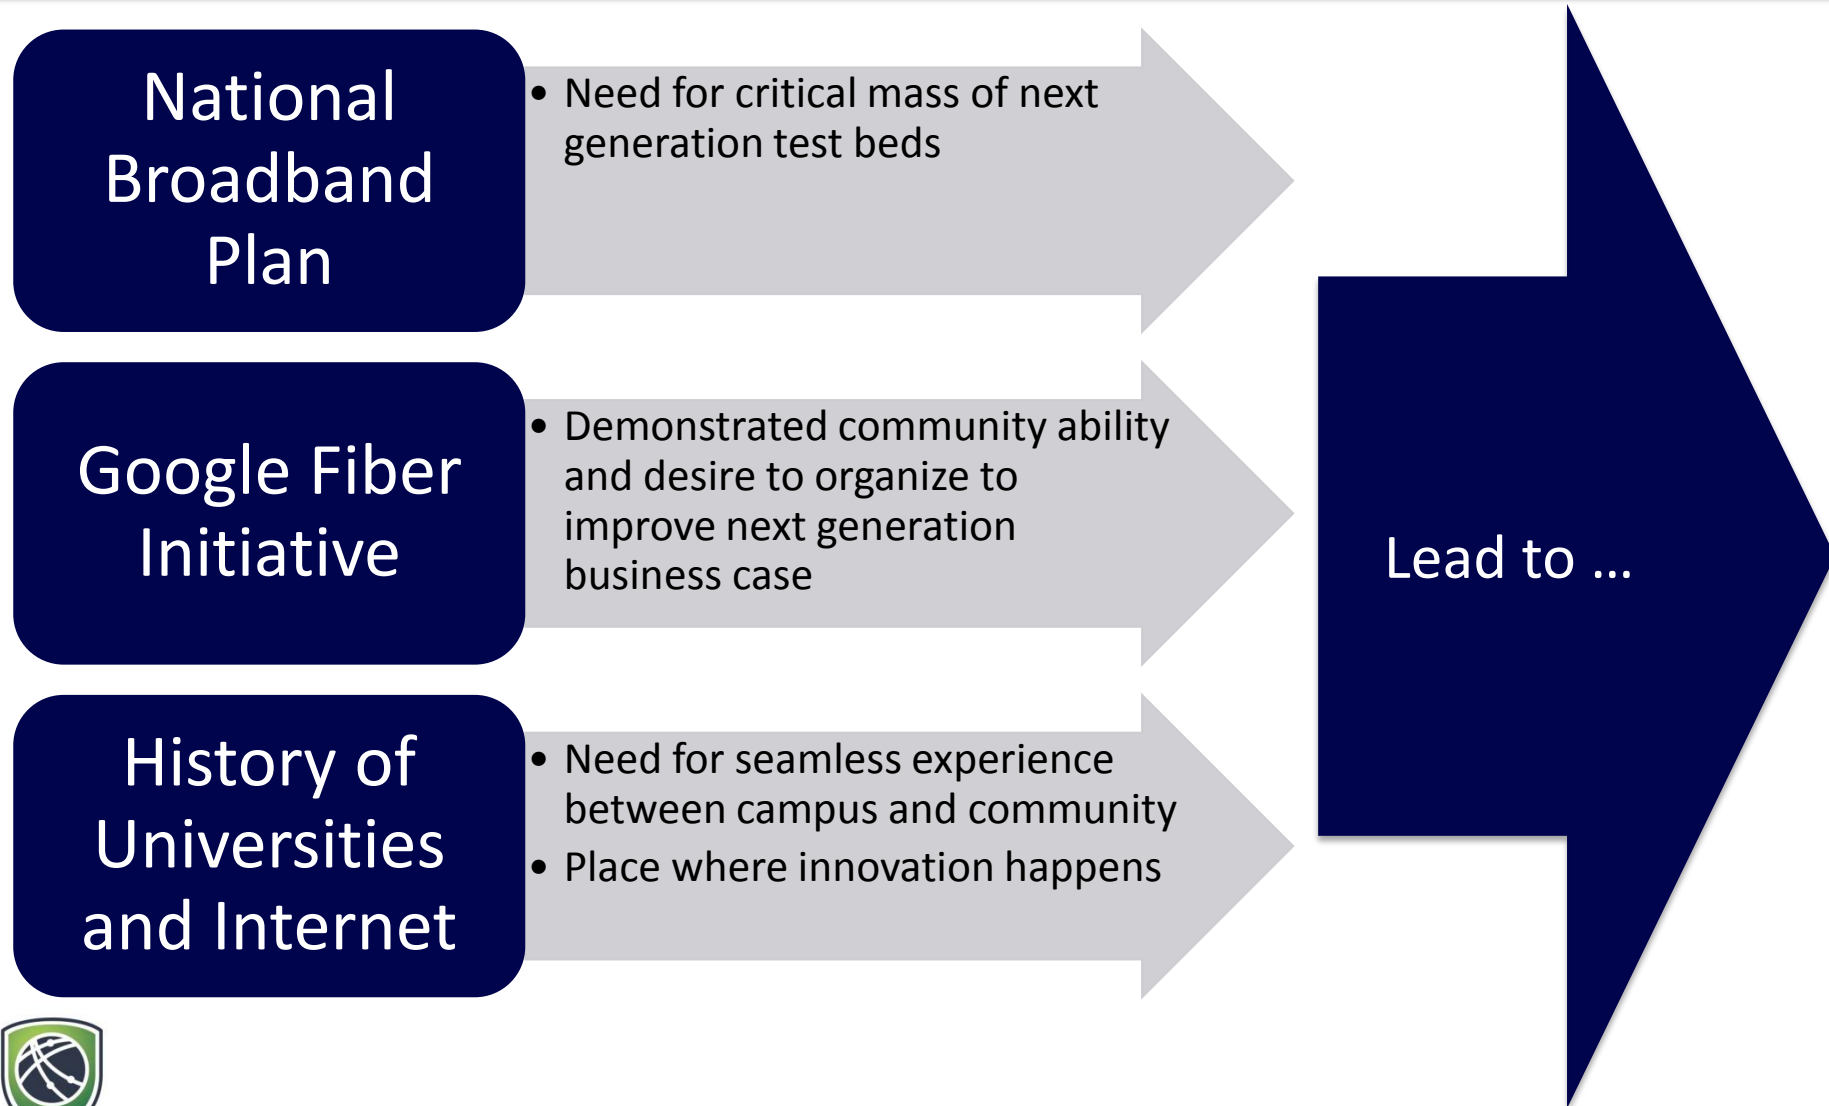 National
Broadband
Plan
• Need for critical mass of next
generation test beds
Google Fiber
Initiative
• Demonstrated community ability
and desire to organize to
improve next generation
business case
History of
Universities
and Internet
• Need for seamless experience
between campus and community
• Place where innovation happens
Lead to …